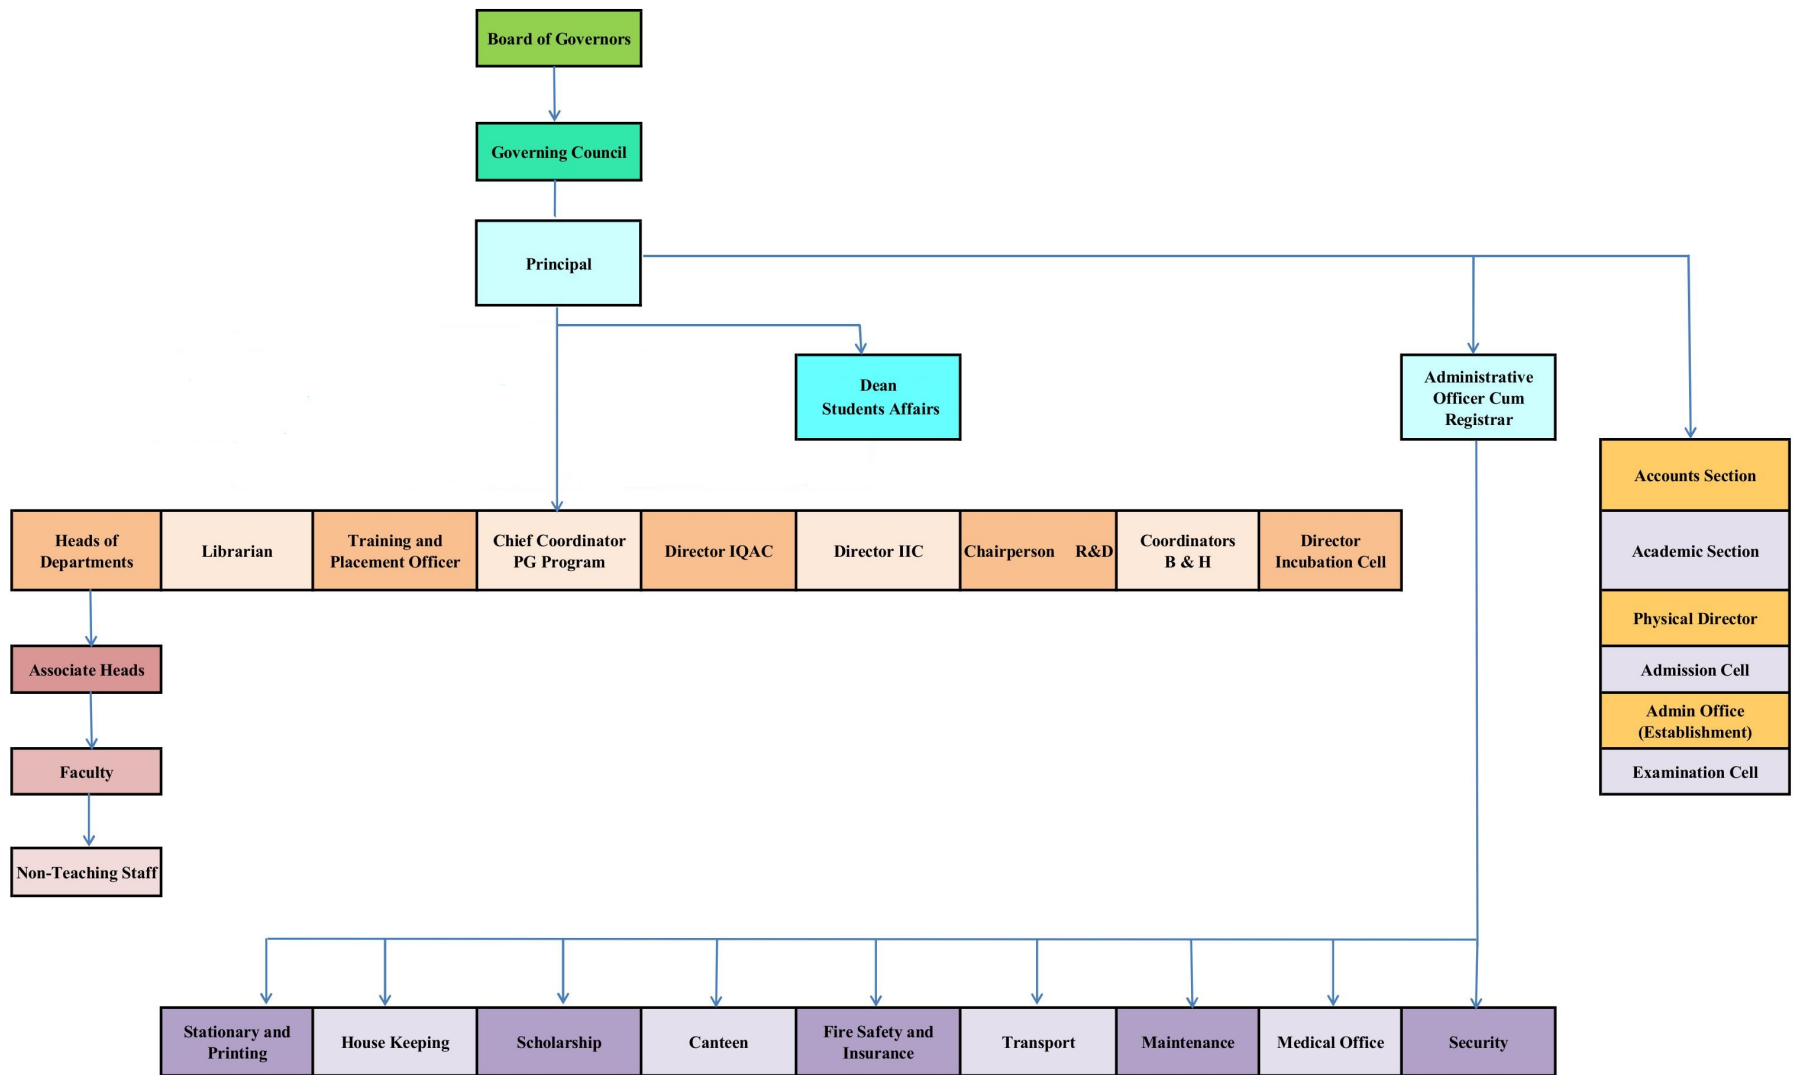 Board of Governors
Governing Council
Principal
Dean
Students Affairs
Administrative
Officer Cum
Registrar
Accounts Section
Academic Section
Physical Director
Admission Cell
Admin Office
(Establishment)
Examination Cell
Heads of
Departments
Librarian
Training and
Placement Officer
Chief Coordinator
PG Program
Director IQAC
Director IIC
Chairperson R&D
Coordinators
B & H
Director
Incubation Cell
Associate Heads
Faculty
Non-Teaching Staff
Stationary and
Printing
House Keeping
Scholarship
Canteen
Fire Safety and
Insurance
Transport
Maintenance
Medical Office
Security